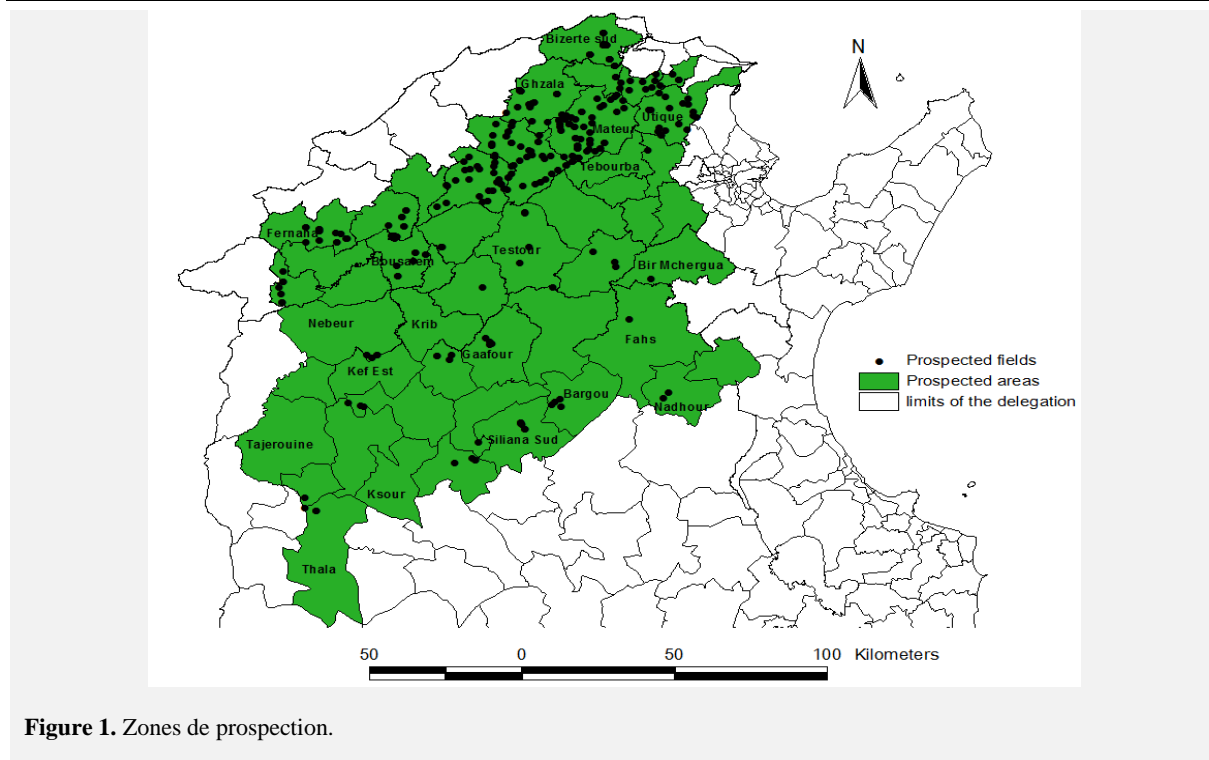 Bizerte sud
N
Ghzala
Utique
Mateur
Tebourba
Fernana
Testour
Bousalem
Bir Mchergua
Nebeur
Krib
Fahs
Gaafour
Prospected fields
Kef Est
Prospected areas
Bargou
limits of the delegation
Nadhour
Siliana Sud
Tajerouine
Ksour
Thala
50 0 50 100 Kilometers
Figure 1. Zones de prospection.